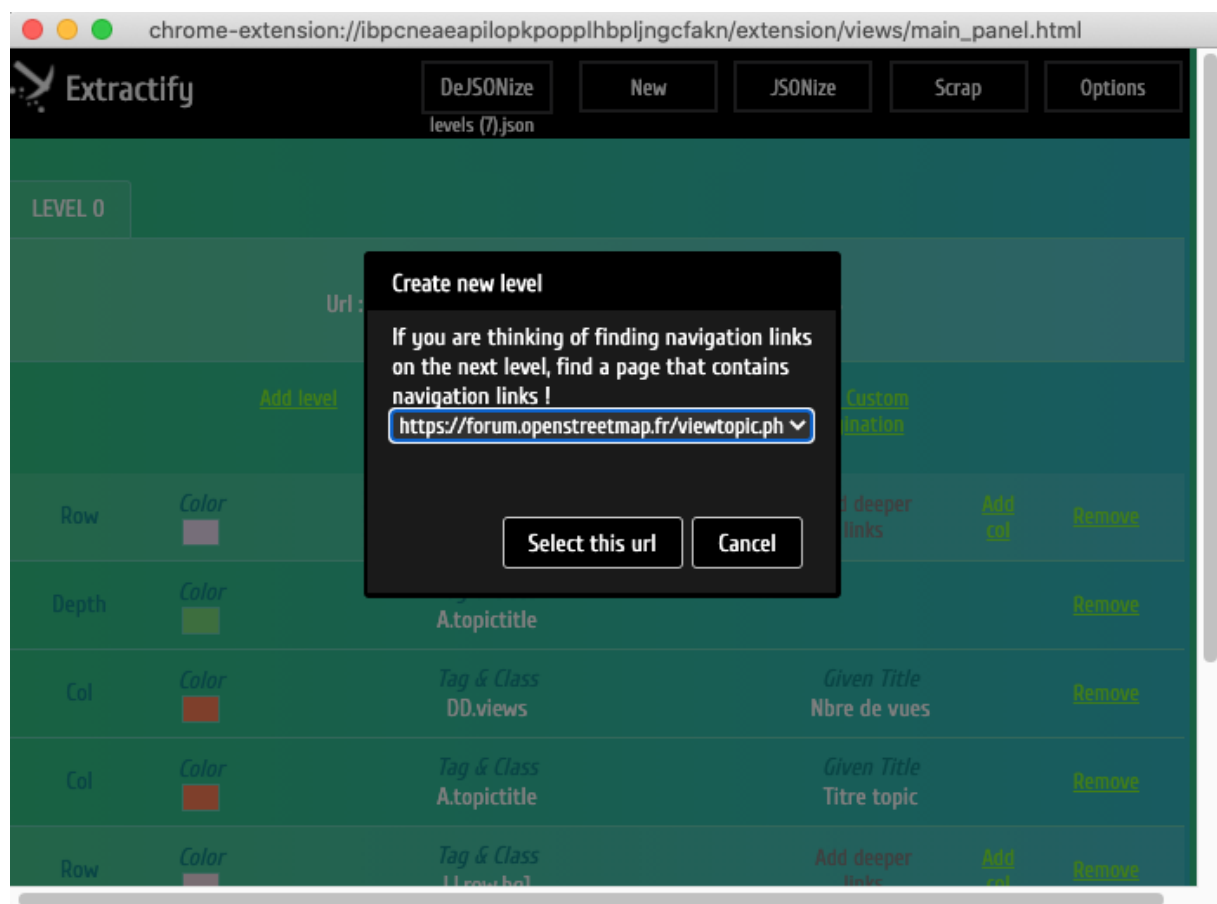 chrome-extension://ibpcneaeapilopkpopplhbpljngcfakn/extension/views/main_panel.html
Extractify
DeJSONize
New
JSONize
Scrap
Options
levels (7).json
LEVEL 0
Url :
Create new level
If you are thinking of finding navigation links
on the next level, find a page that contains
navigation links !
https://forum.openstreetmap.fr/viewtopic.ph
Select this url
Cancel
Add level
Custom
Row
Color
deeper
links
Add
col
Remove
Depth
Color
A.topictitle
Remove
Col
Color
Tag & Class
DD.views
Given Title
Nbre de vues
Remove
Col
Color
Tag & Class
A.topictitle
Given Title
Titre topic
Remove
Row
Color
Tag & Class
Add deeper
links
Add
col
Remove